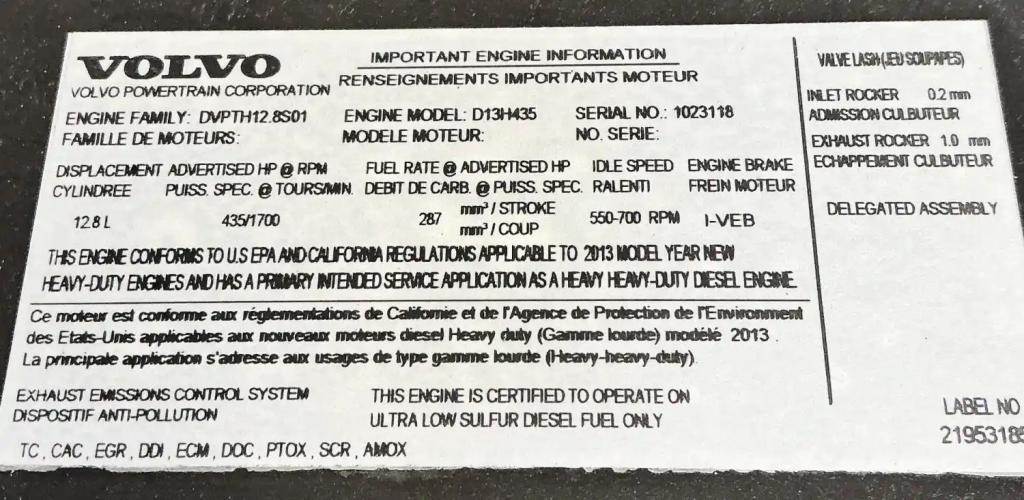 VOLVO
VOLVO POWERTRAIN CORPORATION
IMPORTANT ENGINE INFORMATION
RENSEIGNEMENTS IMPORTANTS MOTEUR
ENGINE FAMILY: DVPTH12.8S01 ENGINE MODEL: D13H435 SERIAL NO.: 1023118
FAMILLE DE MOTEURS: MODELE MOTEUR: NO. SERIE:
DISPLACEMENT ADVERTISED HP @ RPM FUEL RATE @ ADVERTISED HP IDLE SPEED ENGINE BRAKE
CYLINDREE PUISS. SPEC. @ TOURS/MIN. DEBIT DE CARB. @ PUISS. SPEC. RALENTI FREIN MOTEUR
12.8 L 435/1700 287 mm³ / STROKE 550-700 RPM I-VEB
mm³ / COUP
THIS ENGINE CONFORMS TO U.S EPA AND CALIFORNIA REGULATIONS APPLICABLE TO 2013 MODEL YEAR NEW
HEAVY-DUTY ENGINES AND HAS A PRIMARY INTENDED SERVICE APPLICATION AS A HEAVY HEAVY-DUTY DIESEL ENGINE.
Ce moteur est conforme aux réglementations de Californie et de l'Agence de Protection de l'Environment
des Etats-Unis applicables aux nouveaux moteurs diesel Heavy duty (Gamme lourde) modélé 2013 .
La principale application s'adresse aux usages de type gamme lourde (Heavy-heavy-duty).
EXHAUST EMISSIONS CONTROL SYSTEM
DISPOSITIF ANTI-POLLUTION
THIS ENGINE IS CERTIFIED TO OPERATE ON
ULTRA LOW SULFUR DIESEL FUEL ONLY
TC , CAC , EGR , DDI , ECM , DOC , PTOX , SCR , AMOX
VALVE LASH (JEU SOUPAPES)
INLET ROCKER 0.2 mm
ADMISSION CULBUTEUR
EXHAUST ROCKER 1.0 mm
ECHAPPEMENT CULBUTEUR
DELEGATED ASSEMBLY
LABEL NO
2195318